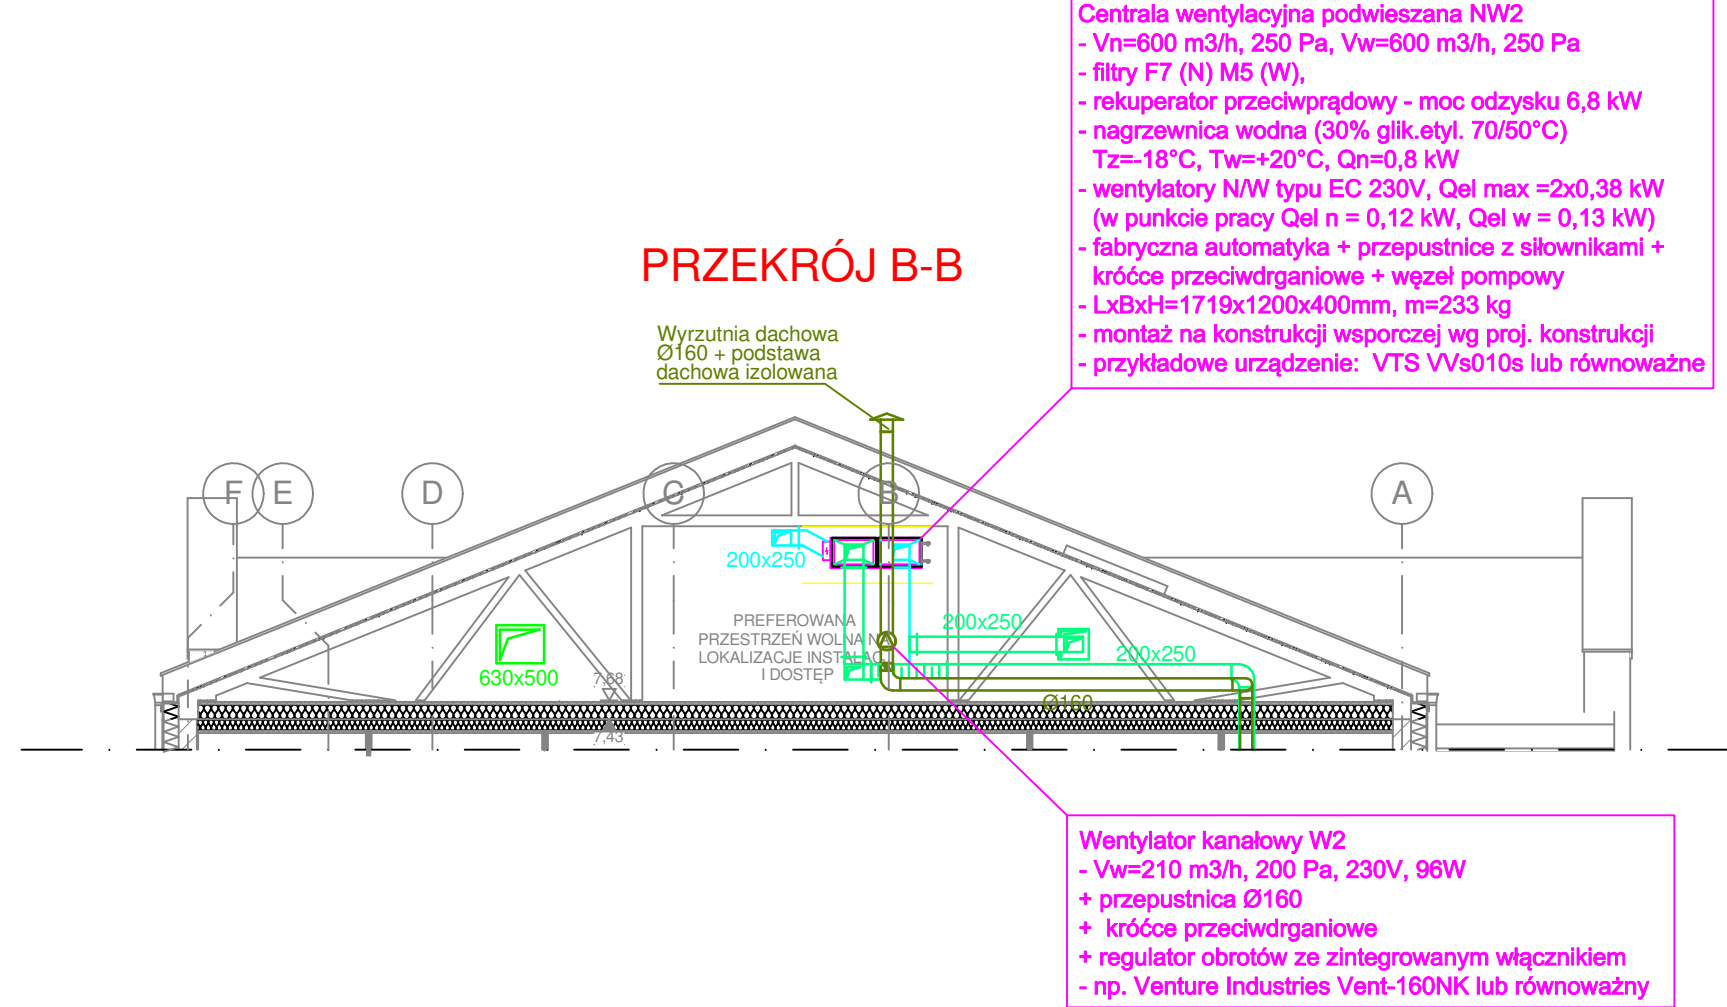 Centrala wentylacyjna podwieszana NW2
- Vn=600 m3/h, 250 Pa, Vw=600 m3/h, 250 Pa
- filtry F7 (N) M5 (W),
- rekuperator przeciwprądowy - moc odzysku 6,8 kW
- nagrzewnica wodna (30% glik.etyl. 70/50°C)
Tz=-18°C, Tw=+20°C, Qn=0,8 kW
- wentylatory N/W typu EC 230V, Qel max =2x0,38 kW
(w punkcie pracy Qel n = 0,12 kW, Qel w = 0,13 kW)
- fabryczna automatyka + przepustnice z siłownikami +
króćce przeciwdrganiowe + węzeł pompowy
- LxBxH=1719x1200x400mm, m=233 kg
- montaż na konstrukcji wsporczej wg proj. konstrukcji
- przykładowe urządzenie:  VTS VVs010s lub równoważne
PRZEKRÓJ B-B
Wyrzutnia dachowa
Ø160 + podstawa
dachowa izolowana
F E D C B A
200x250
PREFEROWANA
PRZESTRZEŃ WOLNA NA
LOKALIZACJE INSTALACJI
I DOSTĘP
200x250
200x250
630x500
7,68
Ø160
7,43
Wentylator kanałowy W2
- Vw=210 m3/h, 200 Pa, 230V, 96W
+ przepustnica Ø160
+  króćce przeciwdrganiowe
+ regulator obrotów ze zintegrowanym włącznikiem
- np. Venture Industries Vent-160NK lub równoważny